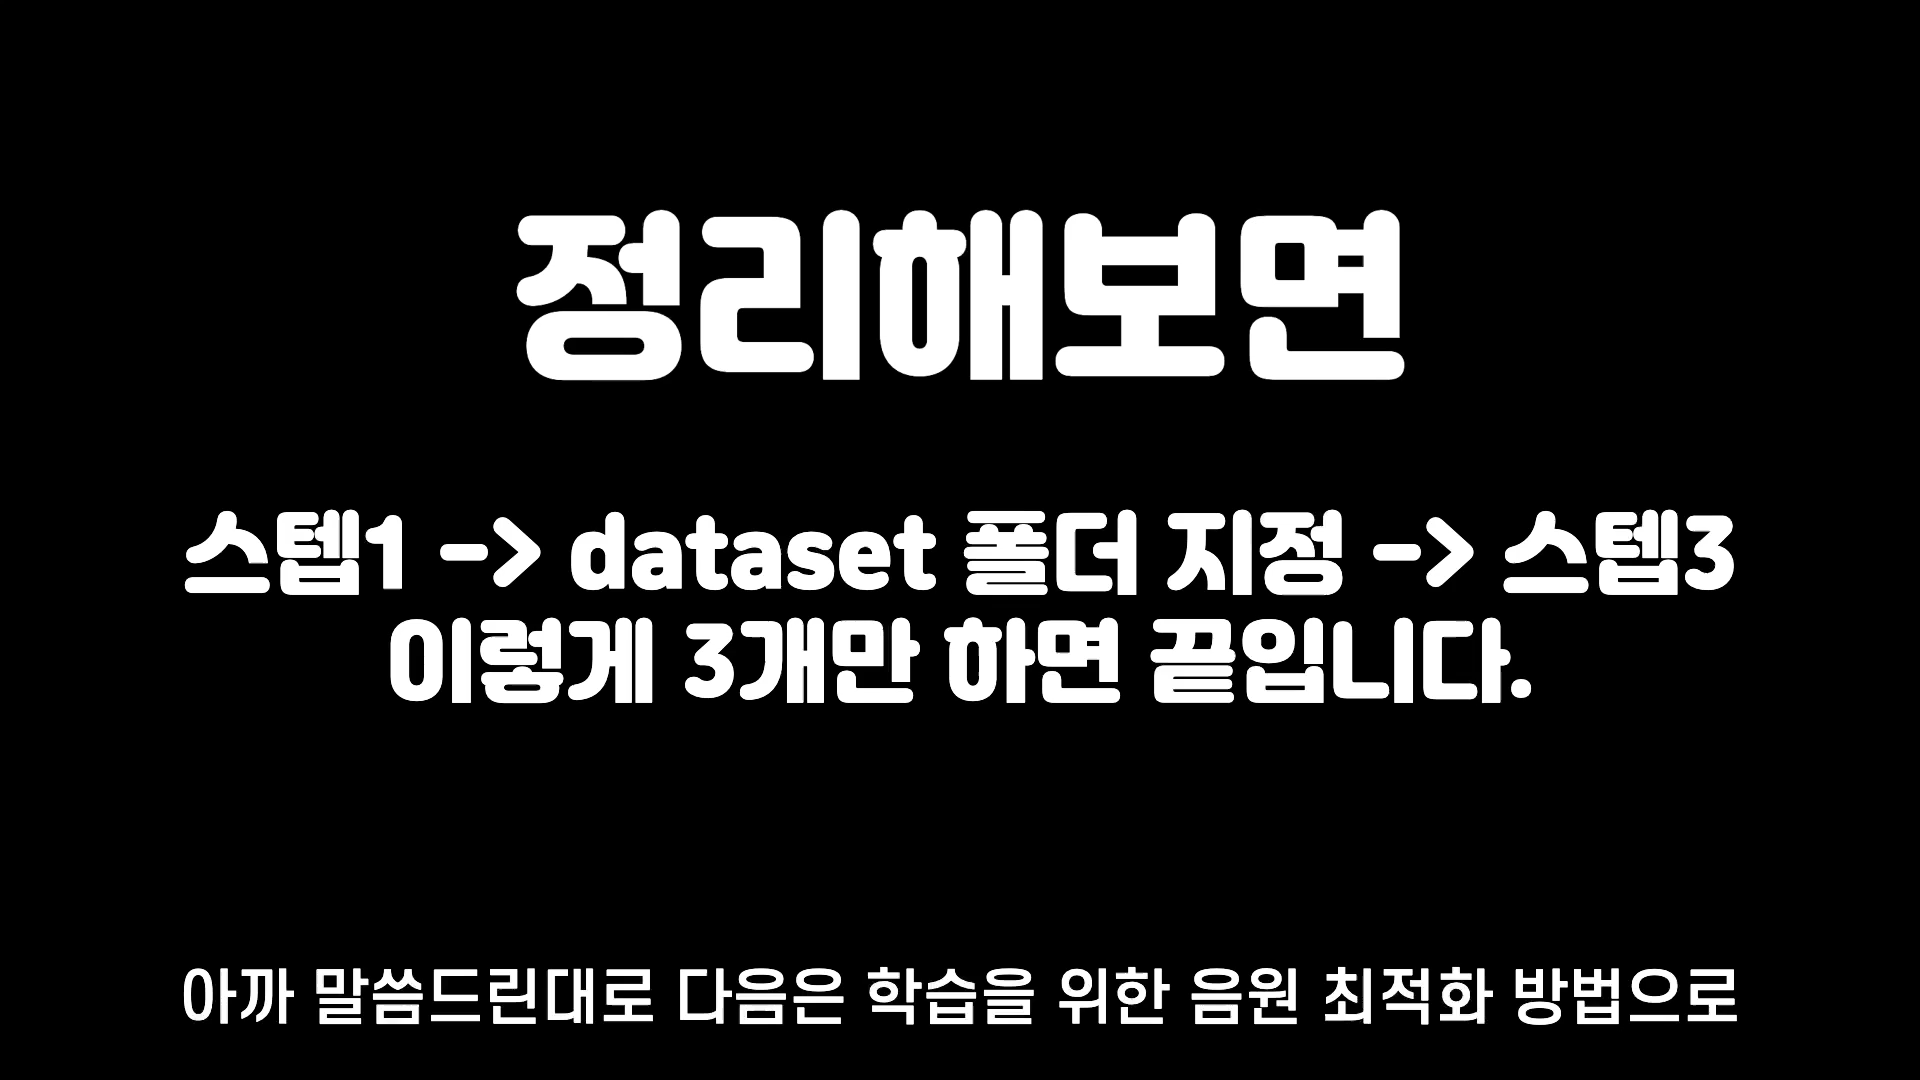 정리해보면
스텝1 -> dataset 폴더 지정 -> 스텝3
이렇게 3개만 하면 끝입니다.
아까 말씀드린대로 다음은 학습을 위한 음원 최적화 방법으로